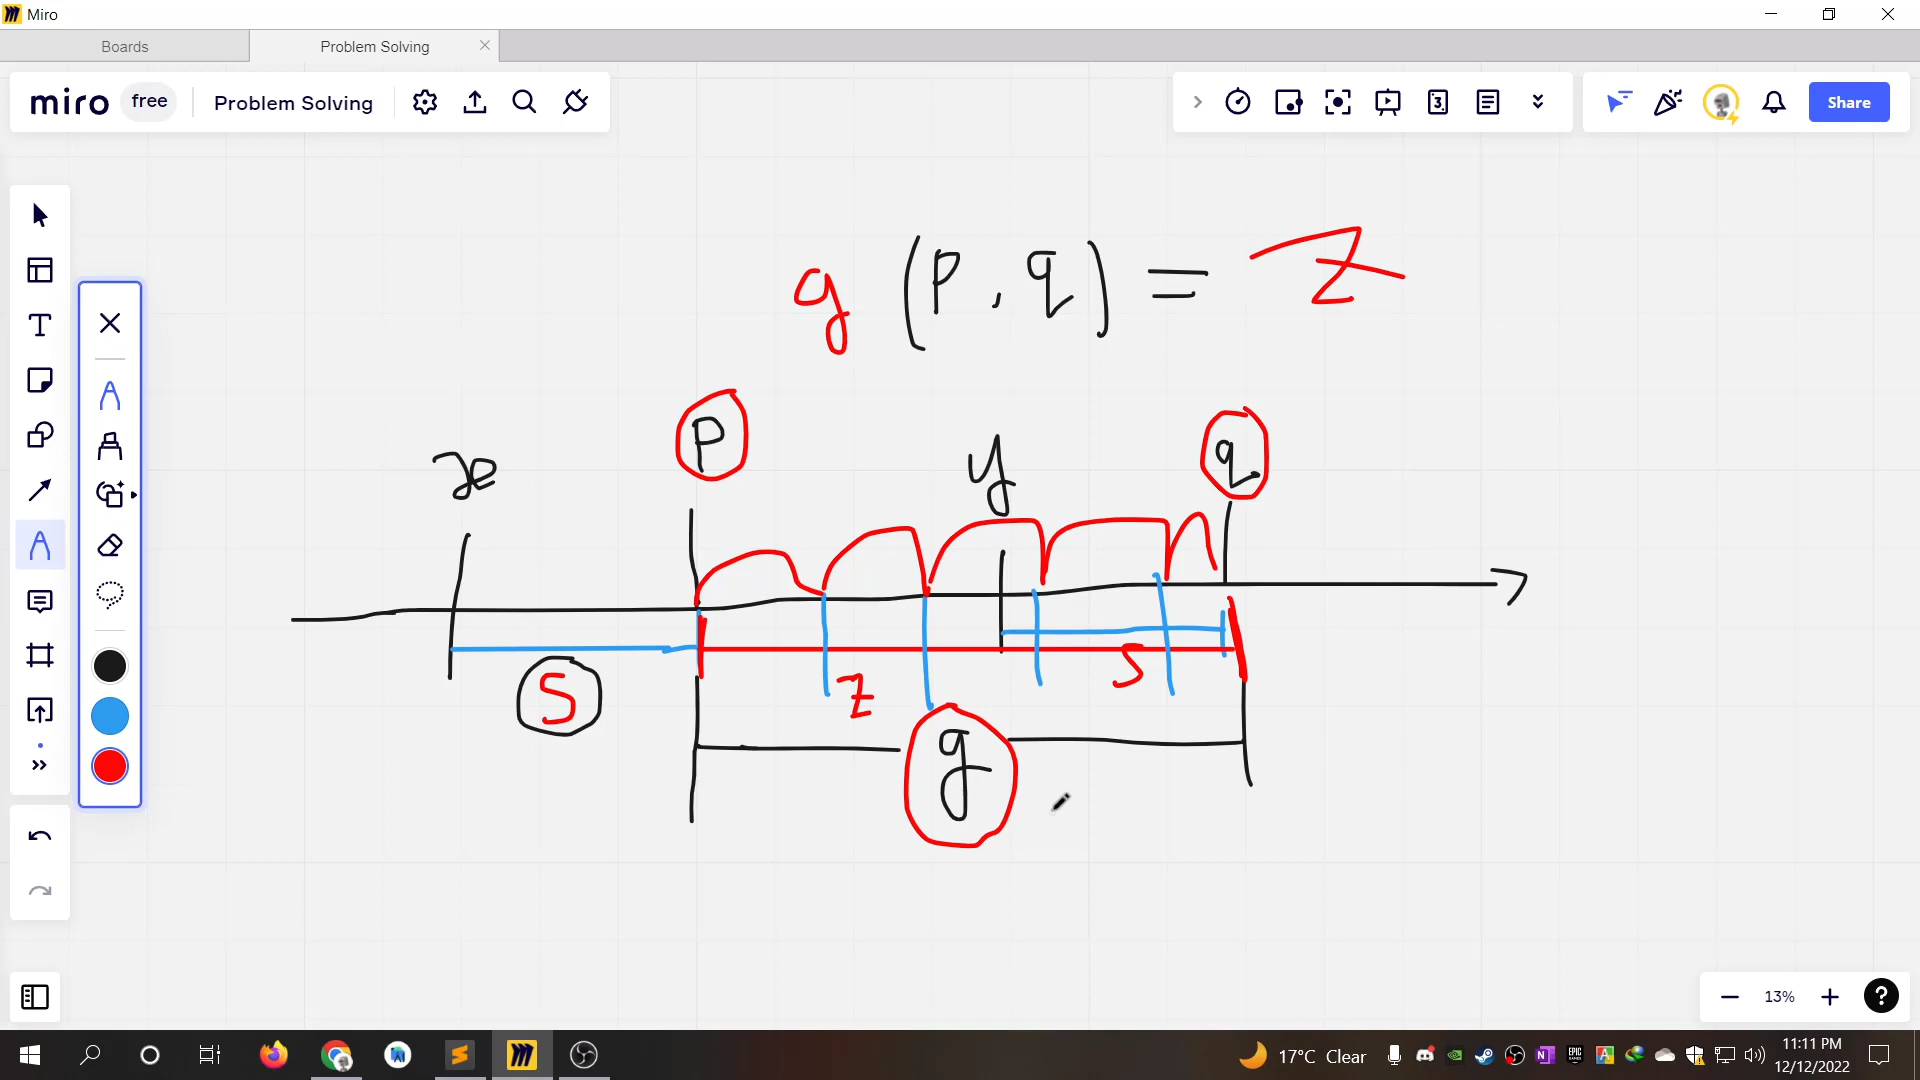 Miro
Boards
Problem Solving
miro free Problem Solving
Share
g (p, q) = z
p
q
x
y
S
z
S
g
13%
17°C Clear
11:11 PM
12/12/2022